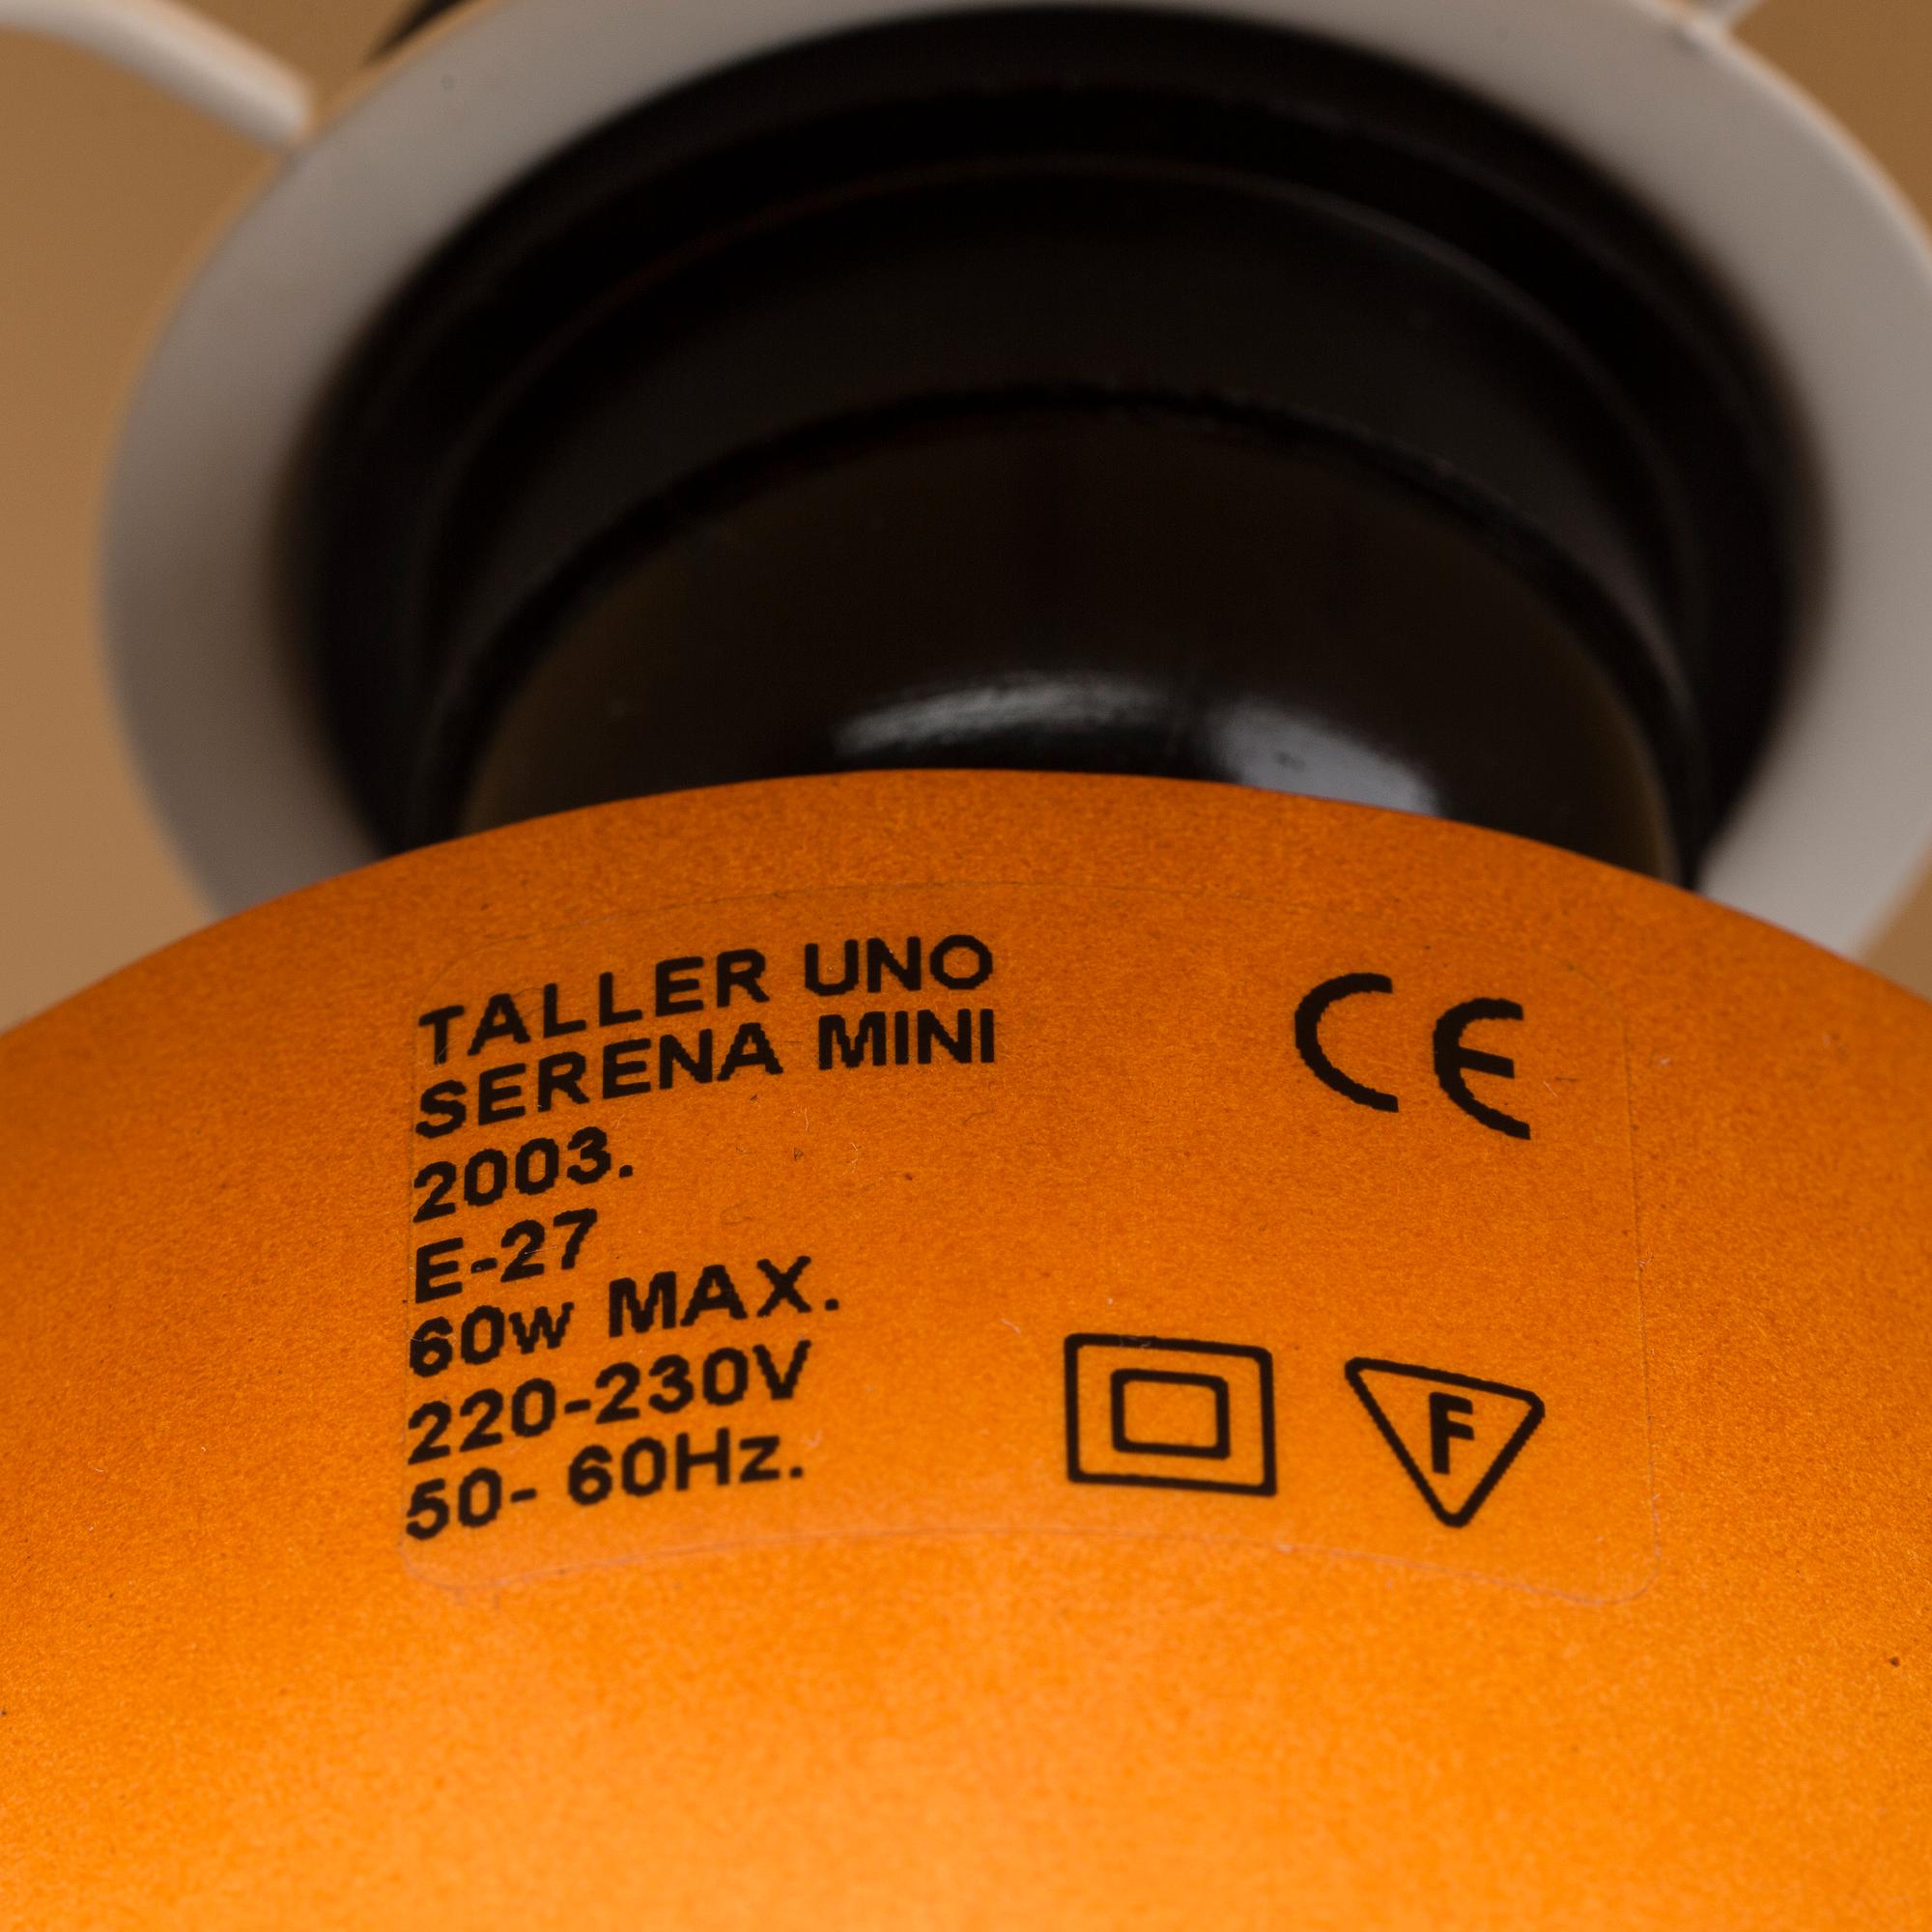 TALLER UNO
SERENA MINI
2003.
E-27
60w MAX.
220-230V
50- 60Hz.
CE
F